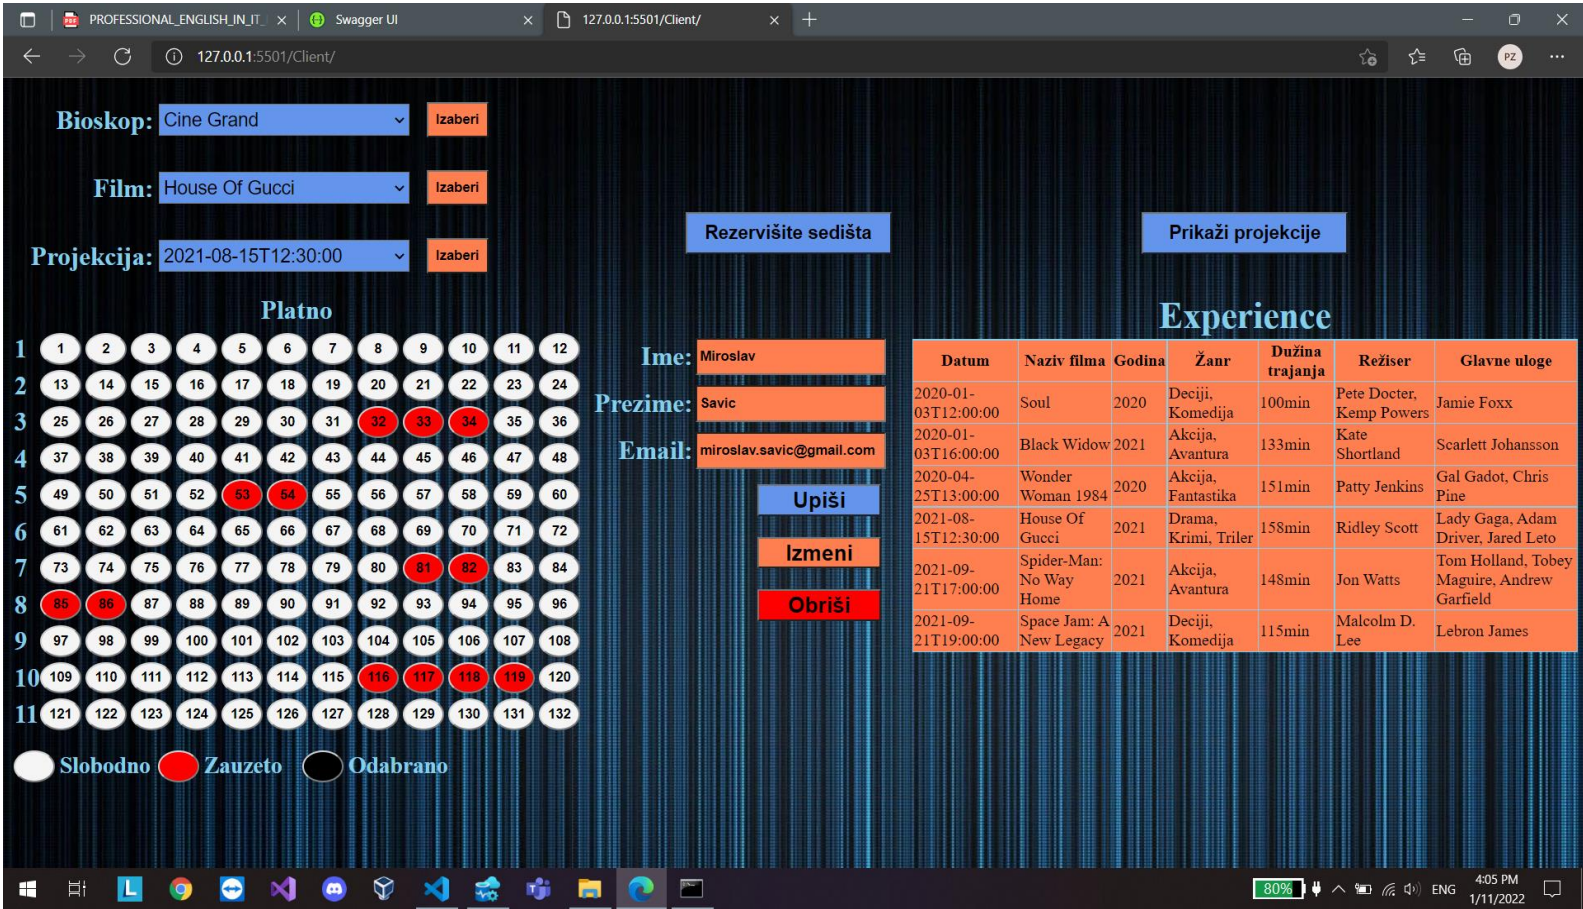 PROFESSIONAL_ENGLISH_IN_IT_
Swagger UI
127.0.0.1:5501/Client/
127.0.0.1:5501/Client/
PZ
Bioskop: Cine Grand Izaberi
Film: House Of Gucci Izaberi
Projekcija: 2021-08-15T12:30:00 Izaberi
Rezervišite sedišta
Prikaži projekcije
Platno
1 1 2 3 4 5 6 7 8 9 10 11 12
2 13 14 15 16 17 18 19 20 21 22 23 24
3 25 26 27 28 29 30 31 32 33 34 35 36
4 37 38 39 40 41 42 43 44 45 46 47 48
5 49 50 51 52 53 54 55 56 57 58 59 60
6 61 62 63 64 65 66 67 68 69 70 71 72
7 73 74 75 76 77 78 79 80 81 82 83 84
8 85 86 87 88 89 90 91 92 93 94 95 96
9 97 98 99 100 101 102 103 104 105 106 107 108
10 109 110 111 112 113 114 115 116 117 118 119 120
11 121 122 123 124 125 126 127 128 129 130 131 132
Slobodno Zauzeto Odabrano
Ime: Miroslav
Prezime: Savic
Email: miroslav.savic@gmail.com
Upiši
Izmeni
Obriši
Experience
Datum Naziv filma Godina Žanr Dužina trajanja Režiser Glavne uloge
2020-01-03T12:00:00 Soul 2020 Deciji, Komedija 100min Pete Docter, Kemp Powers Jamie Foxx
2020-01-03T16:00:00 Black Widow 2021 Akcija, Avantura 133min Kate Shortland Scarlett Johansson
2020-04-25T13:00:00 Wonder Woman 1984 2020 Akcija, Fantastika 151min Patty Jenkins Gal Gadot, Chris Pine
2021-08-15T12:30:00 House Of Gucci 2021 Drama, Krimi, Triler 158min Ridley Scott Lady Gaga, Adam Driver, Jared Leto
2021-09-21T17:00:00 Spider-Man: No Way Home 2021 Akcija, Avantura 148min Jon Watts Tom Holland, Tobey Maguire, Andrew Garfield
2021-09-21T19:00:00 Space Jam: A New Legacy 2021 Deciji, Komedija 115min Malcolm D. Lee Lebron James
80%
ENG
4:05 PM
1/11/2022